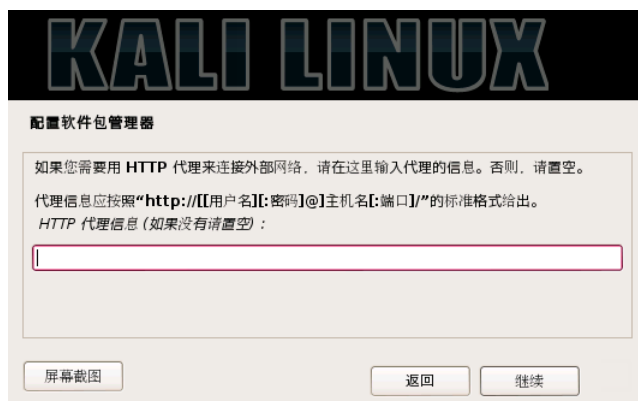 KALI LINUX
配置软件包管理器
如果您需要用 HTTP 代理来连接外部网络，请在这里输入代理的信息。否则，请置空。
代理信息应按照“http://[[用户名][:密码]@]主机名[:端口]/”的标准格式给出。
HTTP 代理信息 (如果没有请置空)：
屏幕截图
返回
继续